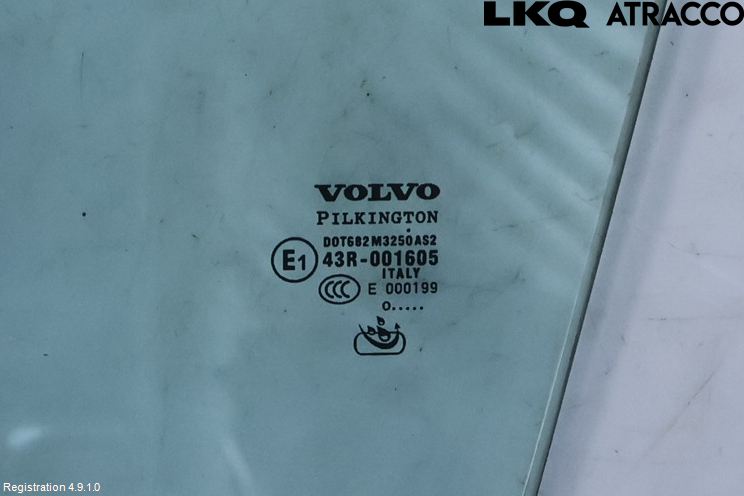 LKQ ATRACCO
VOLVO
PILKINGTON
DOT682 M3250 AS2
E1 43R-001605
ITALY
CCC E 000199
o.....
Registration 4.9.1.0